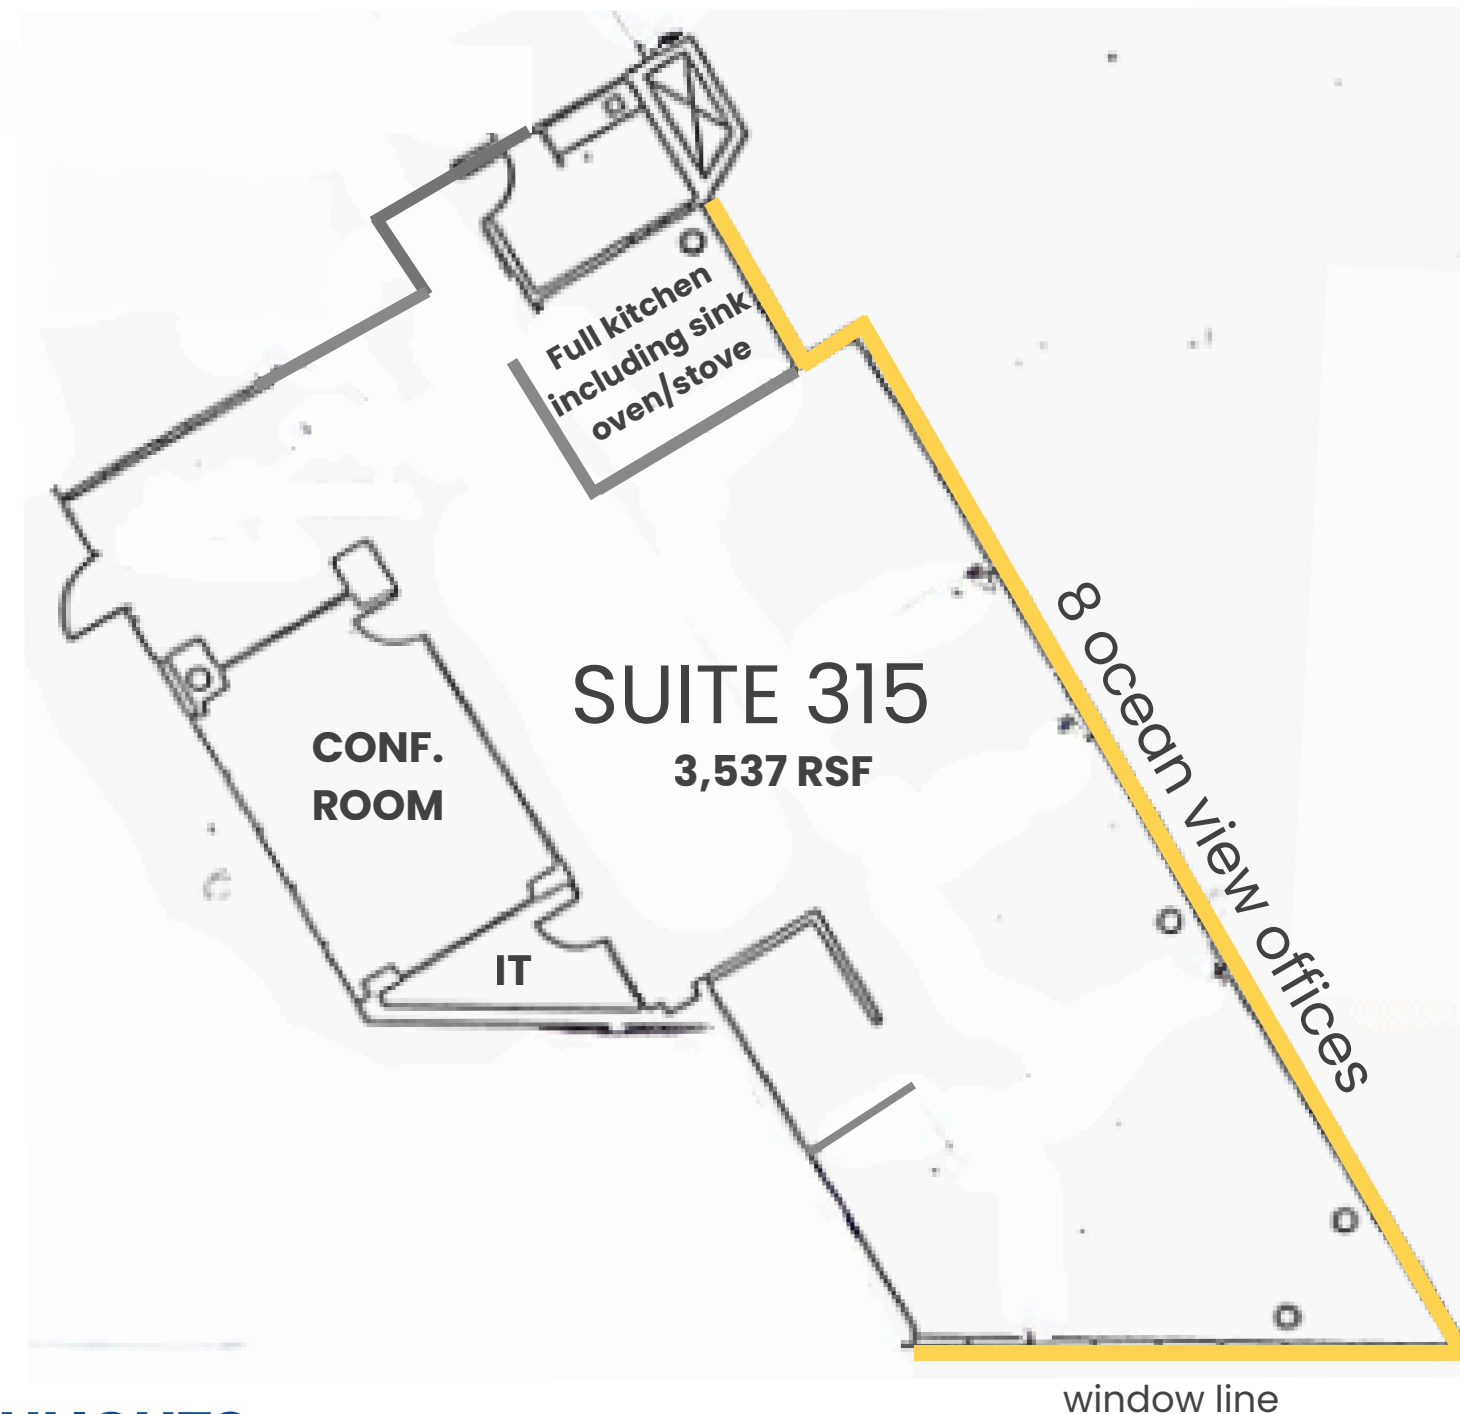 Full kitchen
including sink
oven/stove
8 ocean view offices
SUITE 315
3,537 RSF
CONF.
ROOM
IT
window line